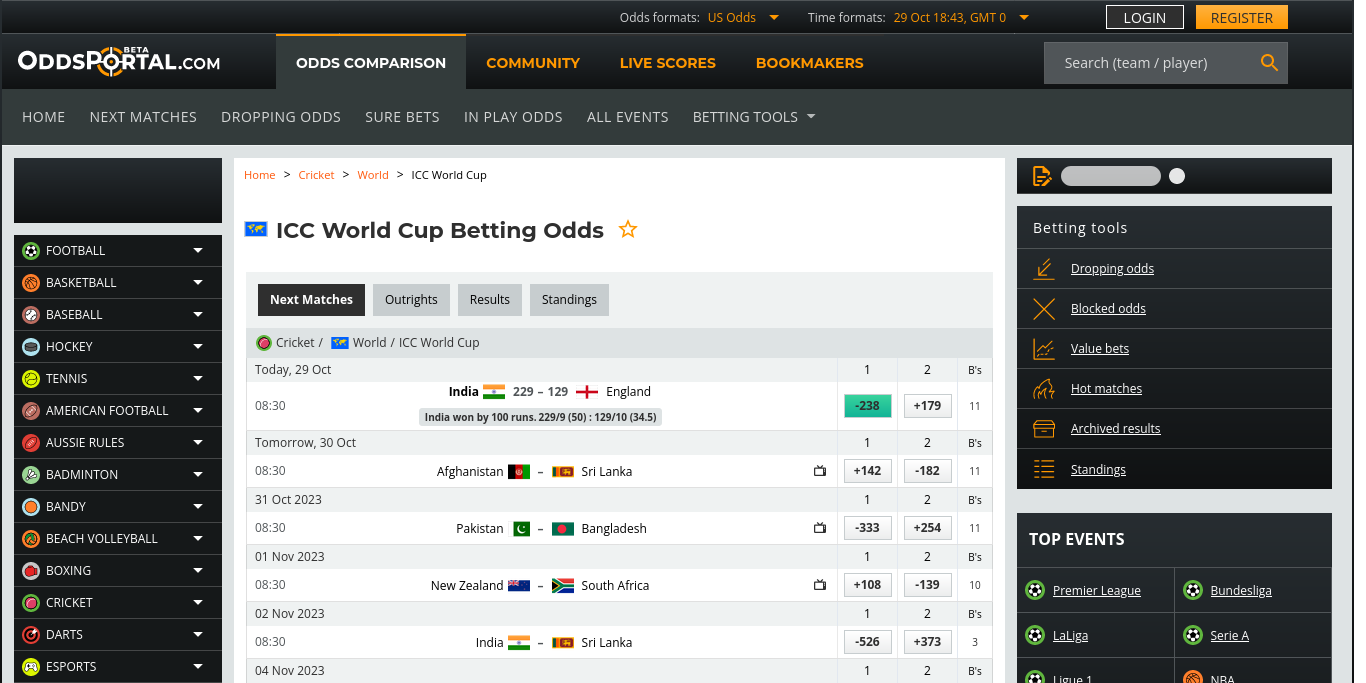 Odds formats: US Odds Time formats: 29 Oct 18:43, GMT 0 LOGIN REGISTER
ODDSPORTAL.COM BETA
ODDS COMPARISON COMMUNITY LIVE SCORES BOOKMAKERS Search (team / player)
HOME NEXT MATCHES DROPPING ODDS SURE BETS IN PLAY ODDS ALL EVENTS BETTING TOOLS
FOOTBALL
BASKETBALL
BASEBALL
HOCKEY
TENNIS
AMERICAN FOOTBALL
AUSSIE RULES
BADMINTON
BANDY
BEACH VOLLEYBALL
BOXING
CRICKET
DARTS
ESPORTS
Home > Cricket > World > ICC World Cup
ICC World Cup Betting Odds
Next Matches Outrights Results Standings
Cricket / World / ICC World Cup
Today, 29 Oct 1 2 B's
08:30 India 229 – 129 England -238 +179 11
India won by 100 runs. 229/9 (50) : 129/10 (34.5)
Tomorrow, 30 Oct 1 2 B's
08:30 Afghanistan – Sri Lanka +142 -182 11
31 Oct 2023 1 2 B's
08:30 Pakistan – Bangladesh -333 +254 11
01 Nov 2023 1 2 B's
08:30 New Zealand – South Africa +108 -139 10
02 Nov 2023 1 2 B's
08:30 India – Sri Lanka -526 +373 3
04 Nov 2023 1 2 B's
Betting tools
Dropping odds
Blocked odds
Value bets
Hot matches
Archived results
Standings
TOP EVENTS
Premier League Bundesliga
LaLiga Serie A
Ligue 1 NBA